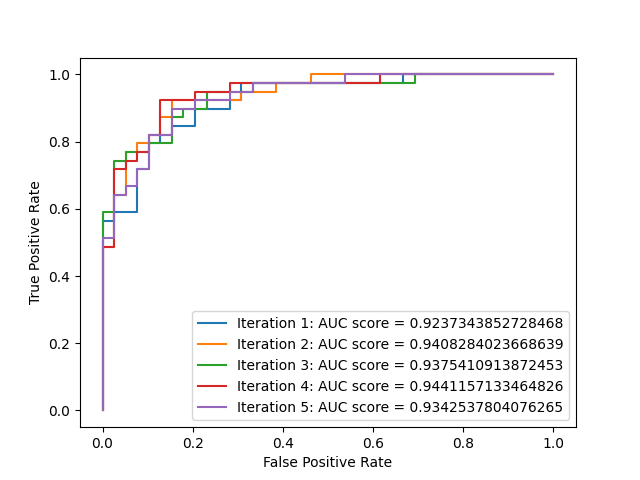 1.0
0.8
0.6
0.4
0.2
0.0
True Positive Rate
Iteration 1: AUC score = 0.9237343852728468
Iteration 2: AUC score = 0.9408284023668639
Iteration 3: AUC score = 0.9375410913872453
Iteration 4: AUC score = 0.9441157133464826
Iteration 5: AUC score = 0.9342537804076265
0.0 0.2 0.4 0.6 0.8 1.0
False Positive Rate